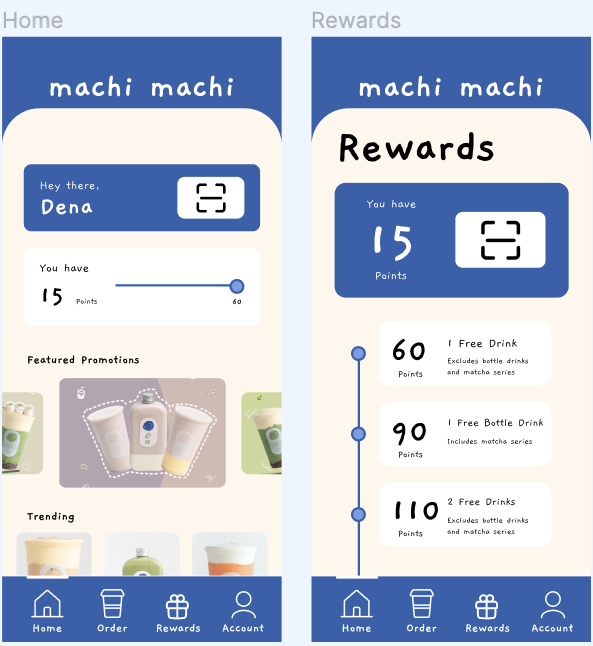 Home
machi machi
Hey there,
Dena
You have
15 Points
60
Featured Promotions
Trending
Home Order Rewards Account
Rewards
machi machi
Rewards
You have
15
Points
60
Points
1 Free Drink
Excludes bottle drinks
and matcha series
90
Points
1 Free Bottle Drink
Includes matcha series
110
Points
2 Free Drinks
Excludes bottle drinks
and matcha series
Home Order Rewards Account